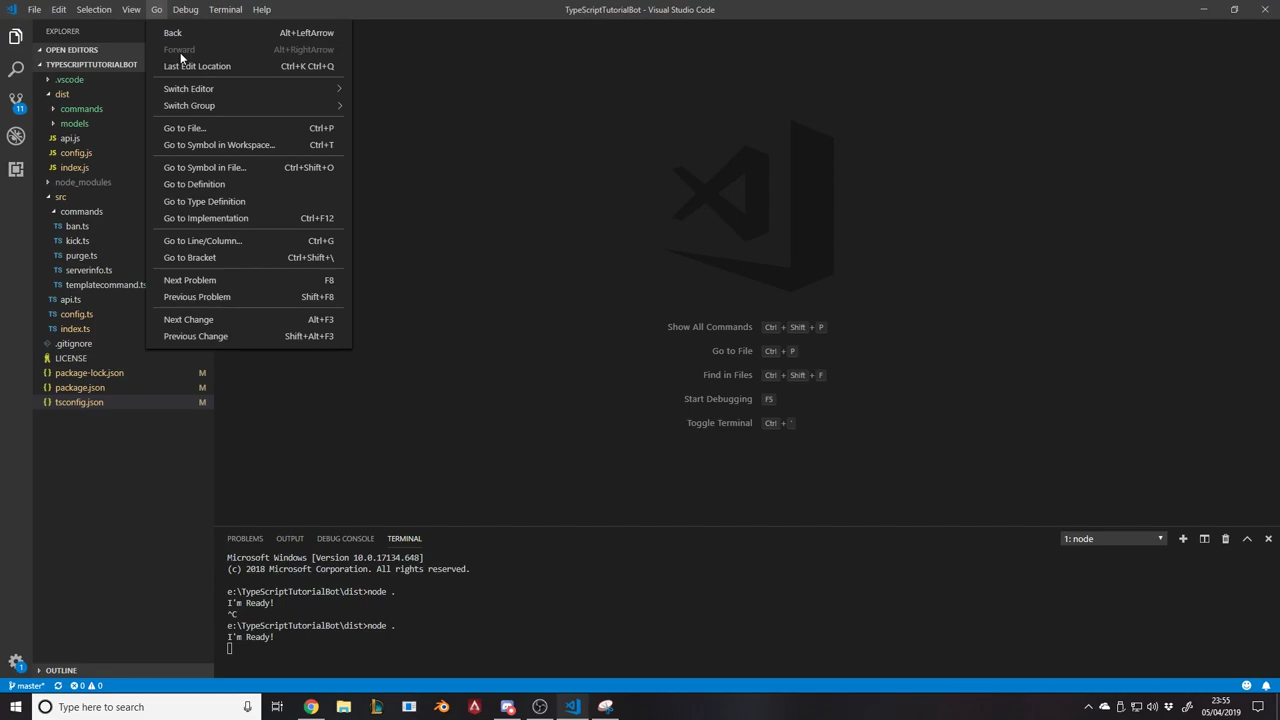 File Edit Selection View Go Debug Terminal Help
TypeScriptTutorialBot - Visual Studio Code
EXPLORER
OPEN EDITORS
TYPESCRIPTTUTORIALBOT
.vscode
dist
commands
models
api.js
config.js
index.js
node_modules
src
commands
ban.ts
kick.ts
purge.ts
serverinfo.ts
templatecommand.ts
api.ts
config.ts
index.ts
.gitignore
LICENSE
package-lock.json M
package.json M
tsconfig.json M
OUTLINE
11
1
Back Alt+LeftArrow
Forward Alt+RightArrow
Last Edit Location Ctrl+K Ctrl+Q
Switch Editor
Switch Group
Go to File... Ctrl+P
Go to Symbol in Workspace... Ctrl+T
Go to Symbol in File... Ctrl+Shift+O
Go to Definition
Go to Type Definition
Go to Implementation Ctrl+F12
Go to Line/Column... Ctrl+G
Go to Bracket Ctrl+Shift+\
Next Problem F8
Previous Problem Shift+F8
Next Change Alt+F3
Previous Change Shift+Alt+F3
Show All Commands Ctrl + Shift + P
Go to File Ctrl + P
Find in Files Ctrl + Shift + F
Start Debugging F5
Toggle Terminal Ctrl + `
PROBLEMS OUTPUT DEBUG CONSOLE TERMINAL
1: node
Microsoft Windows [Version 10.0.17134.648]
(c) 2018 Microsoft Corporation. All rights reserved.
e:\TypeScriptTutorialBot\dist>node .
I'm Ready!
^C
e:\TypeScriptTutorialBot\dist>node .
I'm Ready!
master* 0 0
Type here to search
23:55
05/04/2019